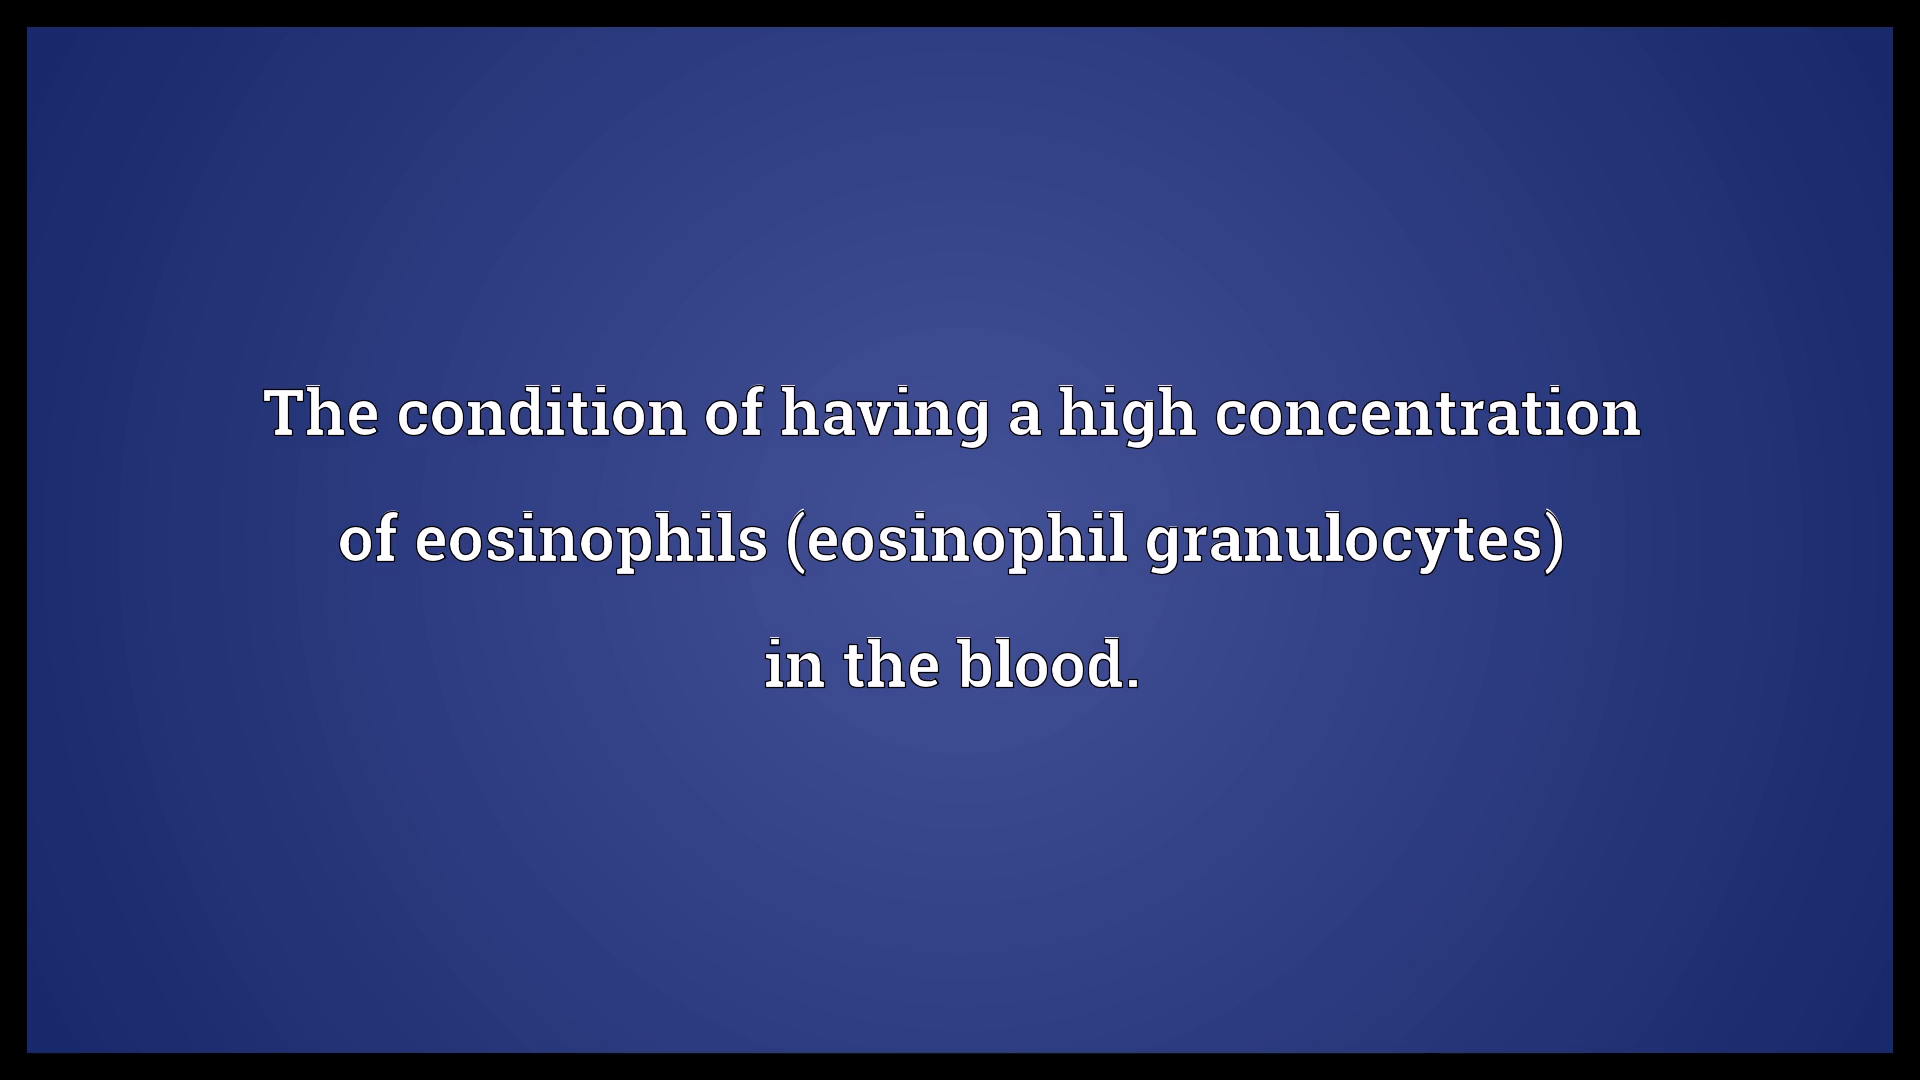 The condition of having a high concentration
of eosinophils (eosinophil granulocytes)
in the blood.